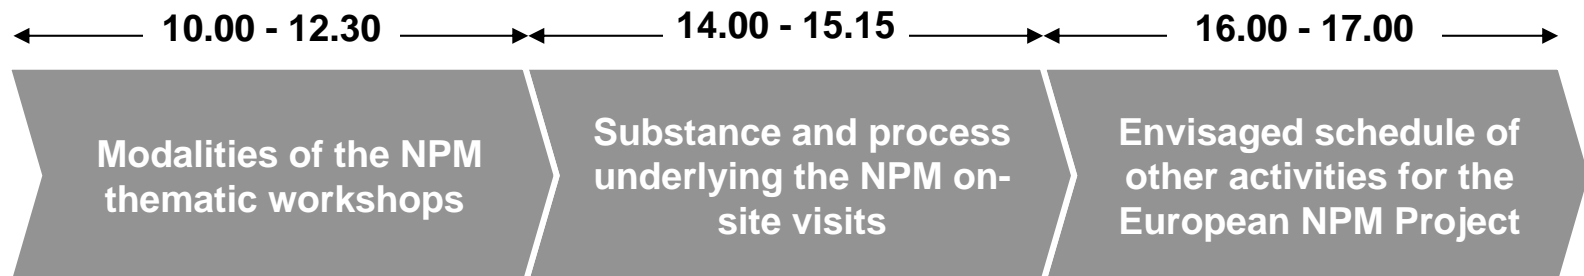 10.00 - 12.30
14.00 - 15.15
16.00 - 17.00
Modalities of the NPM
thematic workshops
Substance and process
underlying the NPM on-
site visits
Envisaged schedule of
other activities for the
European NPM Project